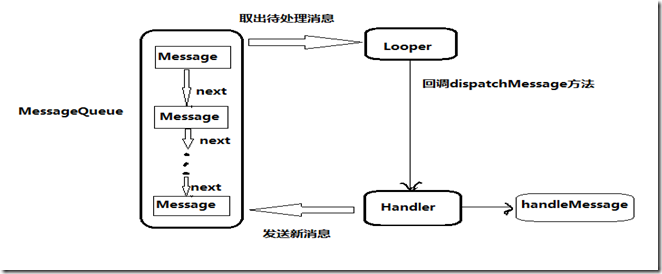 取出待处理消息
Message
Looper
next
回调dispatchMessage方法
MessageQueue
Message
next
next
Message
Handler
handleMessage
发送新消息